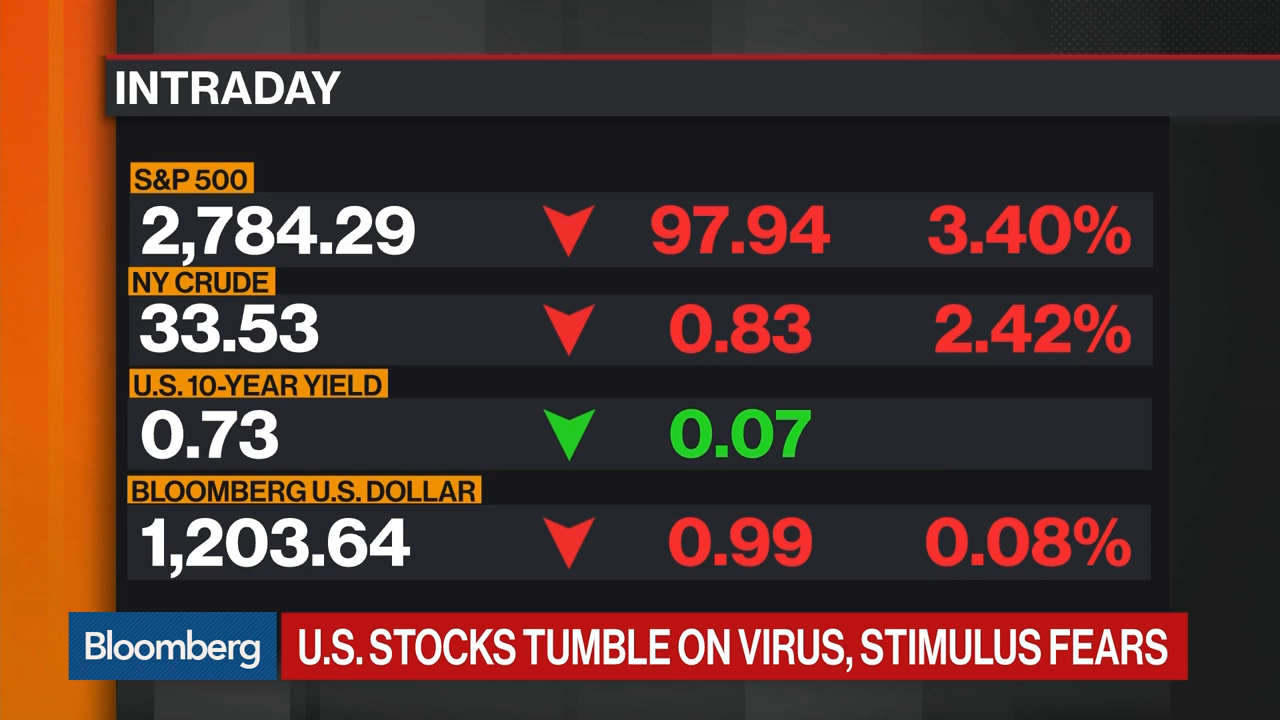 INTRADAY
S&P 500
2,784.29 97.94 3.40%
NY CRUDE
33.53 0.83 2.42%
U.S. 10-YEAR YIELD
0.73 0.07
BLOOMBERG U.S. DOLLAR
1,203.64 0.99 0.08%
Bloomberg U.S. STOCKS TUMBLE ON VIRUS, STIMULUS FEARS